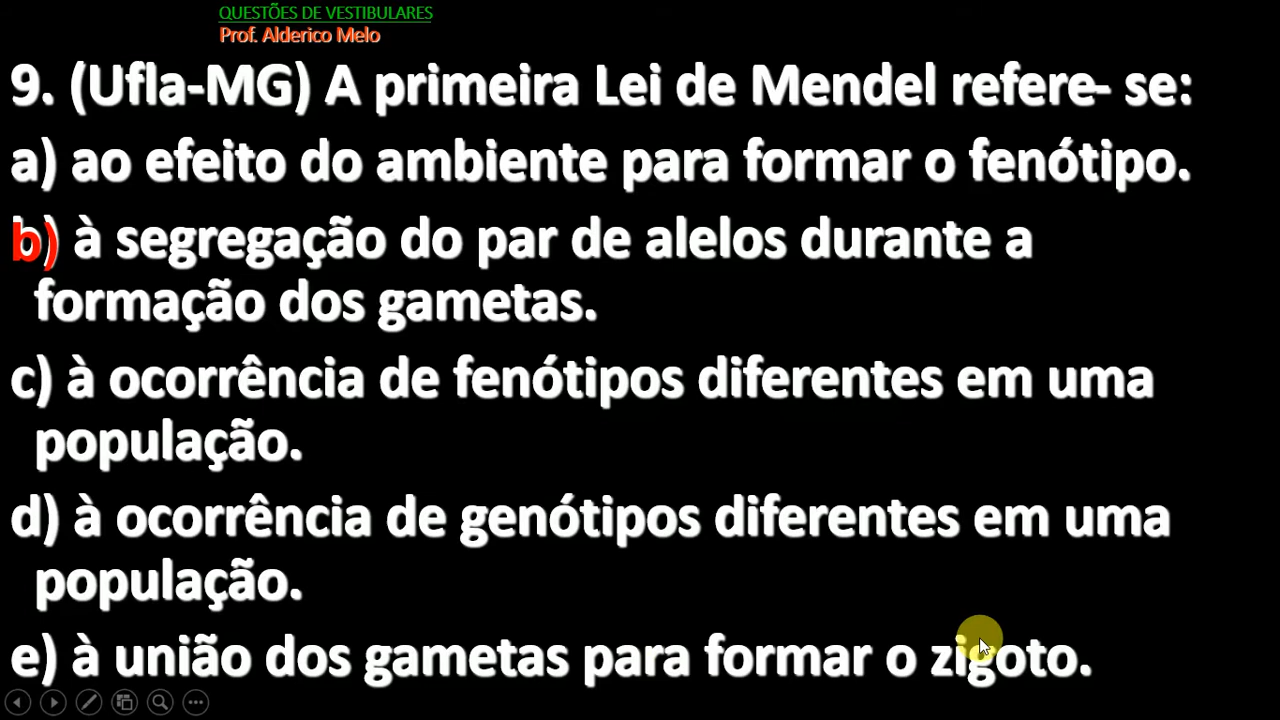 QUESTÕES DE VESTIBULARES
Prof. Alderico Melo
9. (Ufla-MG) A primeira Lei de Mendel refere- se:
a) ao efeito do ambiente para formar o fenótipo.
b) à segregação do par de alelos durante a
formação dos gametas.
c) à ocorrência de fenótipos diferentes em uma
população.
d) à ocorrência de genótipos diferentes em uma
população.
e) à união dos gametas para formar o zigoto.